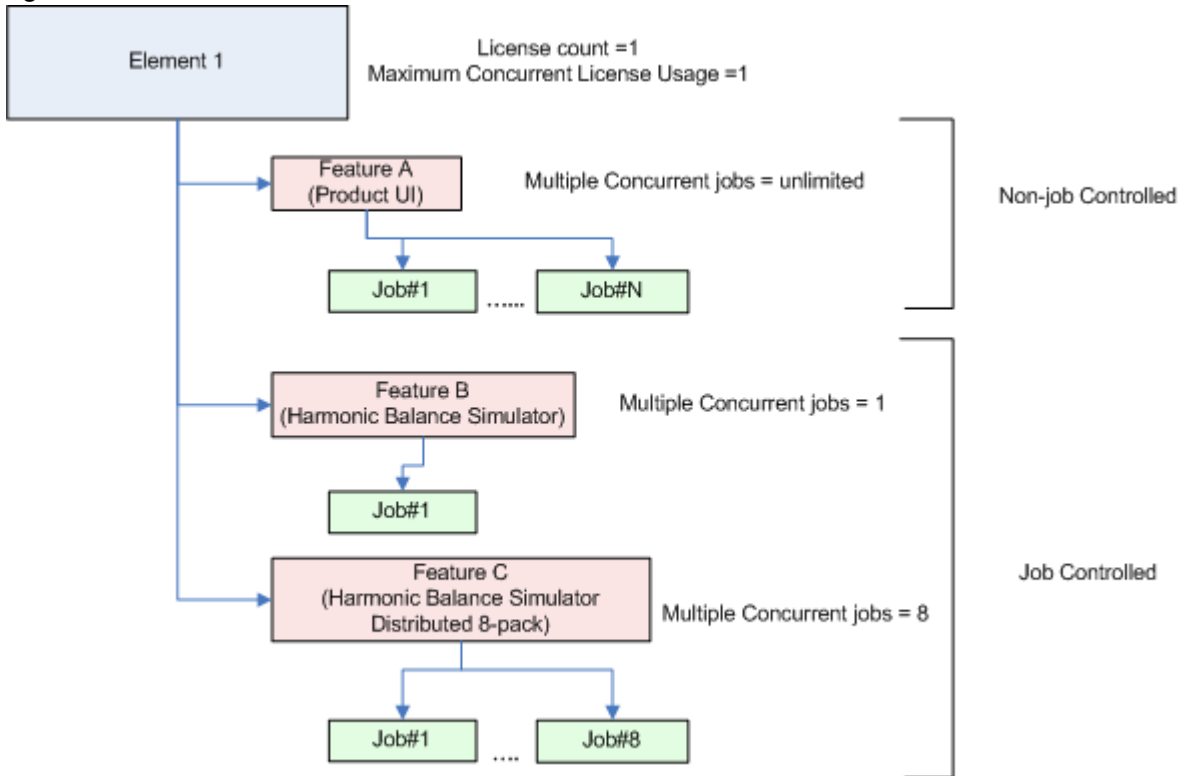 Element 1
License count =1
Maximum Concurrent License Usage =1
Feature A
(Product UI)
Multiple Concurrent jobs = unlimited
Non-job Controlled
Job#1
......
Job#N
Feature B
(Harmonic Balance Simulator)
Multiple Concurrent jobs = 1
Job#1
Feature C
(Harmonic Balance Simulator
Distributed 8-pack)
Multiple Concurrent jobs = 8
Job Controlled
Job#1
....
Job#8